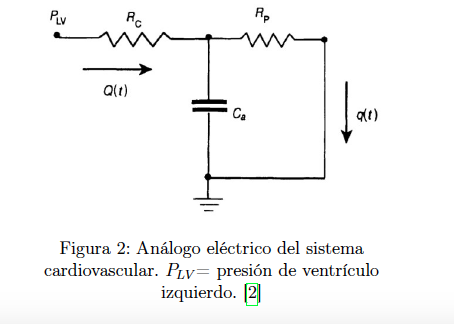 P_LV R_C R_p
Q(t)
C_a
q(t)
Figura 2: Análogo eléctrico del sistema
cardiovascular. P_LV= presión de ventrículo
izquierdo. [2]